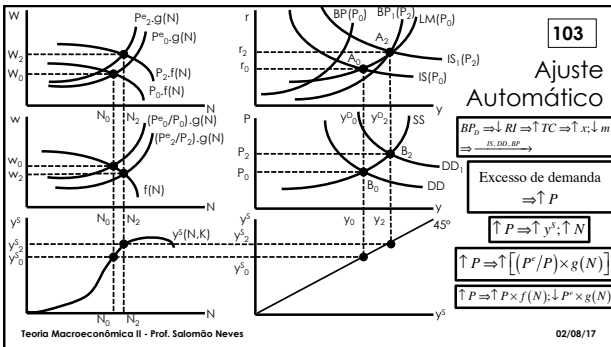 W
Pᵉ₂.g(N)
Pᵉ₀.g(N)
W₂
W₀
P₂.f(N)
P₀.f(N)
N₀ N₂ N
r
BP(P₀)
BP₁(P₂)
LM(P₀)
A₂
r₂
A₀
r₀
IS₁(P₂)
IS(P₀)
y
w
(Pᵉ₀/P₀).g(N)
(Pᵉ₂/P₂).g(N)
w₀
w₂
f(N)
N₀ N₂ N
P
yᴰ₀ yᴰ₂
SS
P₂
B₂
P₀
B₀
DD₁
DD
y
yˢ
yˢ(N,K)
yˢ₂
yˢ₀
N₀ N₂ N
yˢ
y₀ y₂
45º
yˢ₂
yˢ₀
yˢ
103
Ajuste
Automático
BP_D ⇒↓ RI ⇒↑ TC ⇒↑ x;↓ m
⇒ IS, DD, BP →
Excesso de demanda
⇒↑ P
↑ P ⇒↑ yˢ;↑ N
↑ P ⇒↑ [(Pᵉ/P)× g(N)]
↑ P ⇒↑ P× f(N);↓ Pᵉ × g(N)
Teoria Macroeconômica II - Prof. Salomão Neves
02/08/17